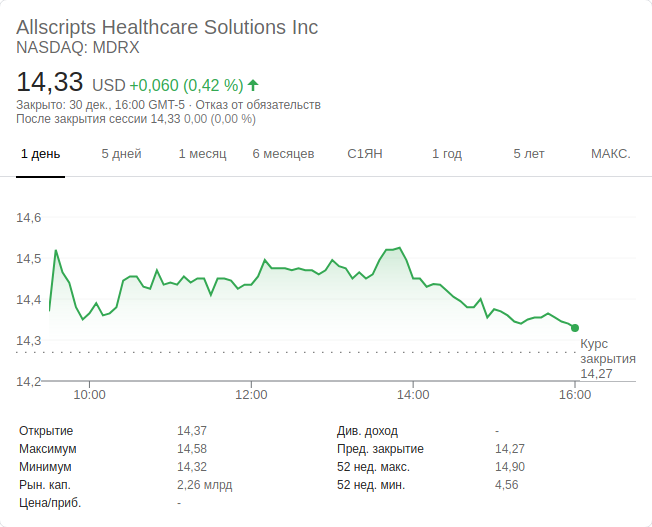 Allscripts Healthcare Solutions Inc
NASDAQ: MDRX
14,33 USD +0,060 (0,42 %)
Закрыто: 30 дек., 16:00 GMT-5 · Отказ от обязательств
После закрытия сессии 14,33 0,00 (0,00 %)
1 день 5 дней 1 месяц 6 месяцев С1ЯН 1 год 5 лет МАКС.
14,6
14,5
14,4
14,3
Курс
закрытия
14,27
14,2
10:00 12:00 14:00 16:00
Открытие 14,37 Див. доход -
Максимум 14,58 Пред. закрытие 14,27
Минимум 14,32 52 нед. макс. 14,90
Рын. кап. 2,26 млрд 52 нед. мин. 4,56
Цена/приб. -